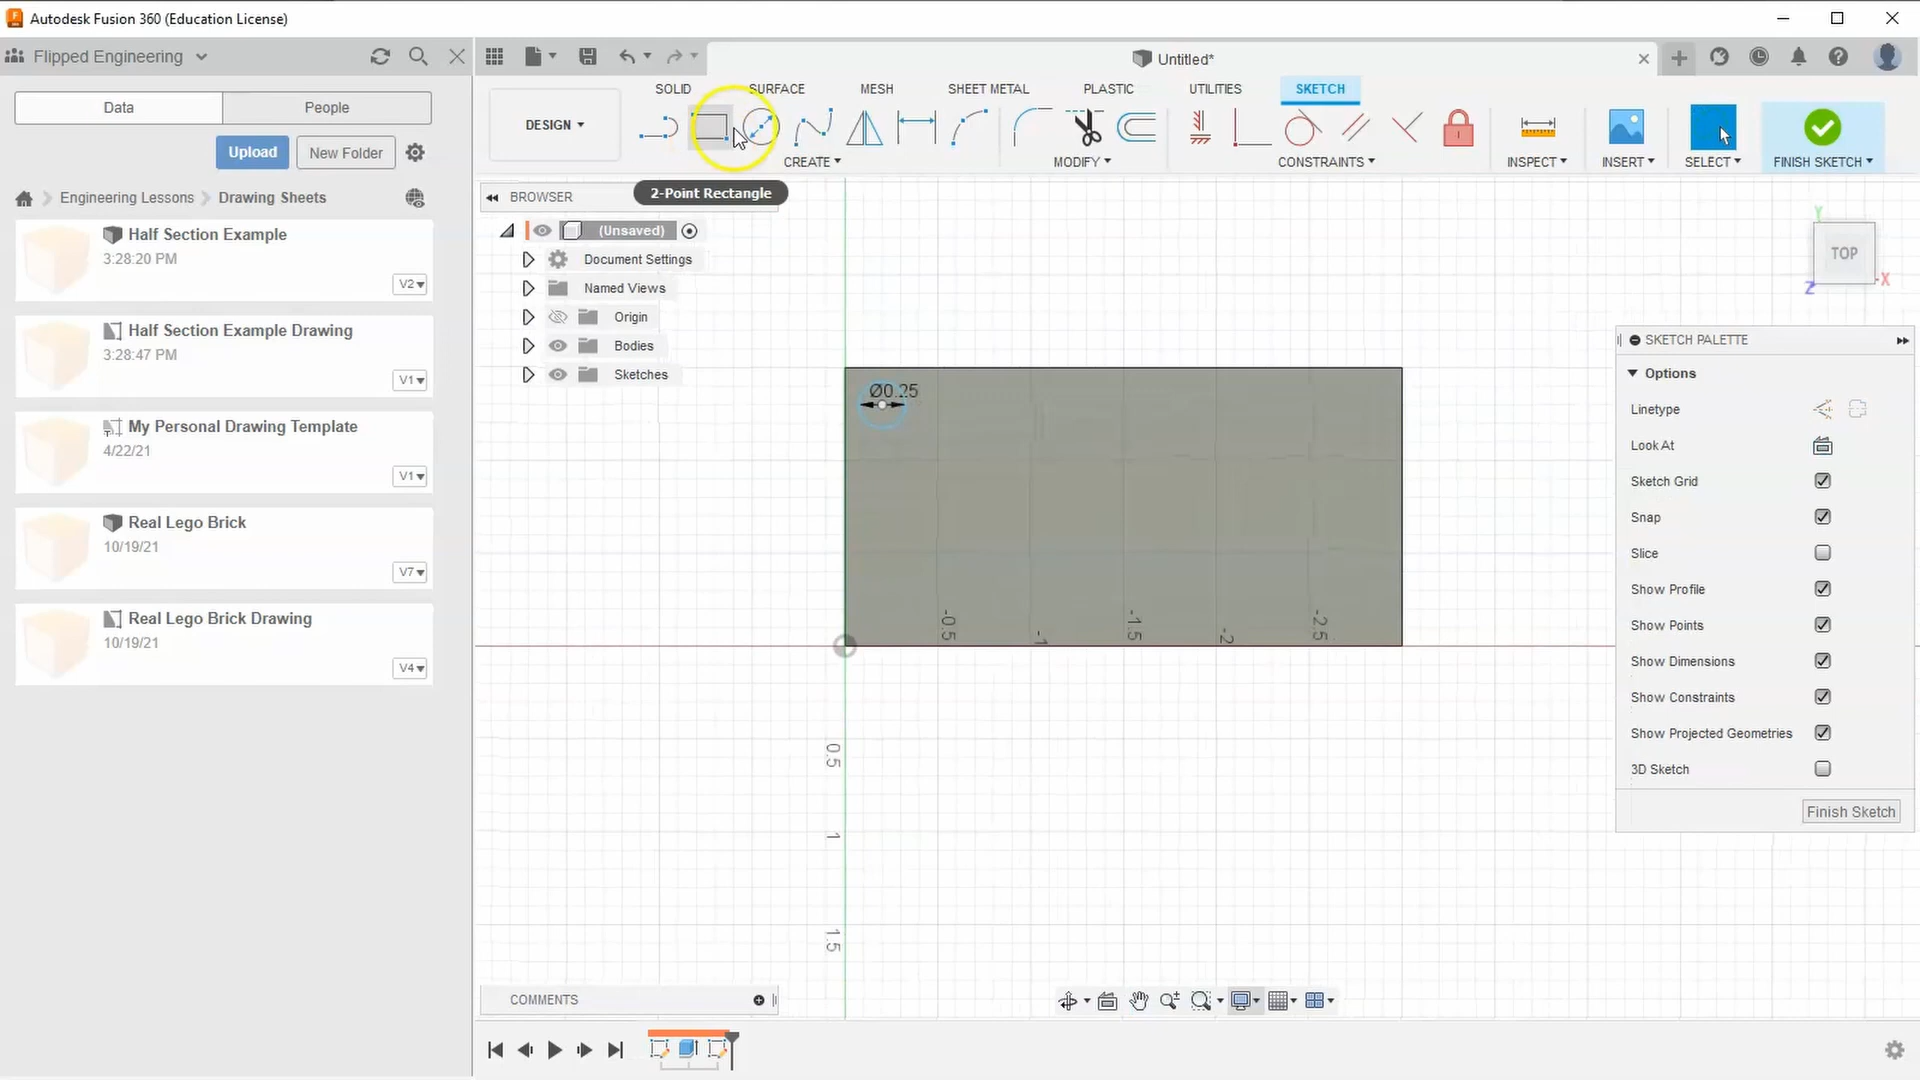 Autodesk Fusion 360 (Education License)
Flipped Engineering
Untitled*
Data
People
Upload
New Folder
Engineering Lessons
Drawing Sheets
Half Section Example
3:28:20 PM
V2
Half Section Example Drawing
3:28:47 PM
V1
My Personal Drawing Template
4/22/21
V1
Real Lego Brick
10/19/21
V7
Real Lego Brick Drawing
10/19/21
V4
SOLID
SURFACE
MESH
SHEET METAL
PLASTIC
UTILITIES
SKETCH
DESIGN
CREATE
MODIFY
CONSTRAINTS
INSPECT
INSERT
SELECT
FINISH SKETCH
2-Point Rectangle
BROWSER
(Unsaved)
Document Settings
Named Views
Origin
Bodies
Sketches
Ø0.25
-0.5
-1
-1.5
-2
-2.5
0.5
1
1.5
Y
TOP
X
Z
SKETCH PALETTE
Options
Linetype
Look At
Sketch Grid
Snap
Slice
Show Profile
Show Points
Show Dimensions
Show Constraints
Show Projected Geometries
3D Sketch
Finish Sketch
COMMENTS